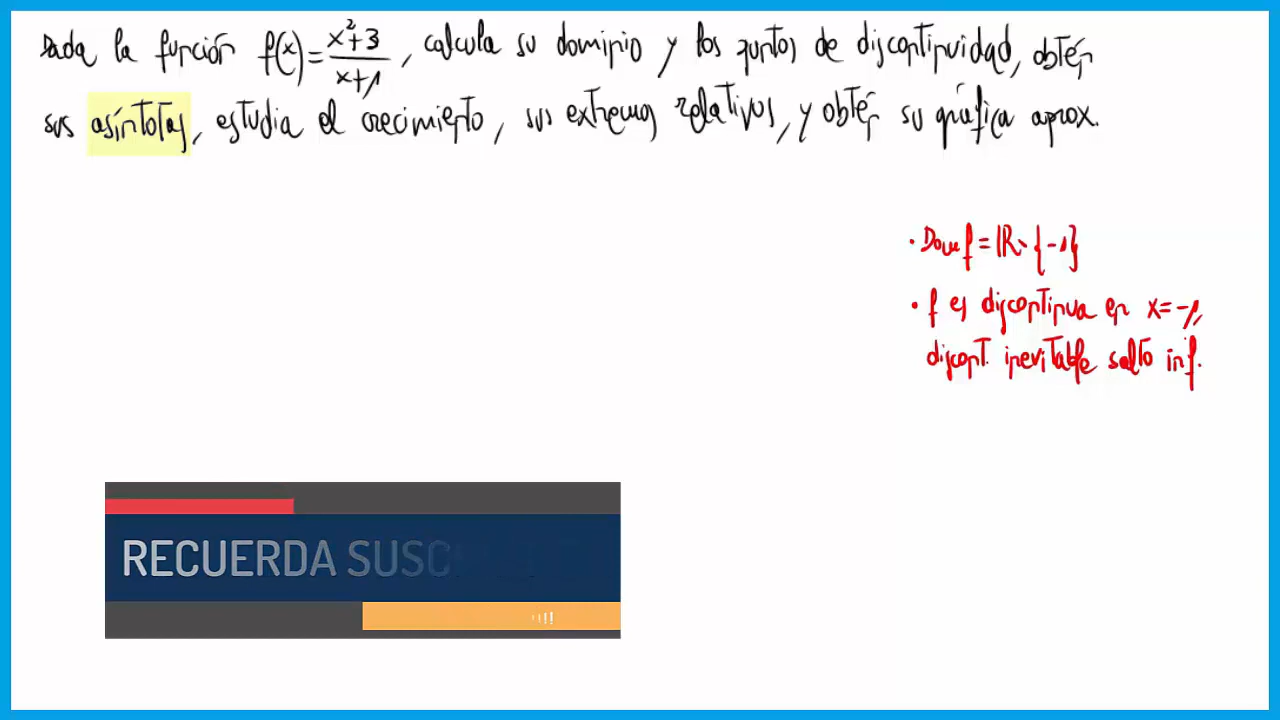 Dada la función f(x) = x²+3 / x+1, calcula su dominio y los puntos de discontinuidad, obtén
sus asíntotas, estudia el crecimiento, sus extremos relativos, y obtén su gráfica aprox.
· Dom f = ℝ∖{-1}
· f es discontinua en x=-1,
discont. inevitable salto inf.
RECUERDA SUSC
!!!!